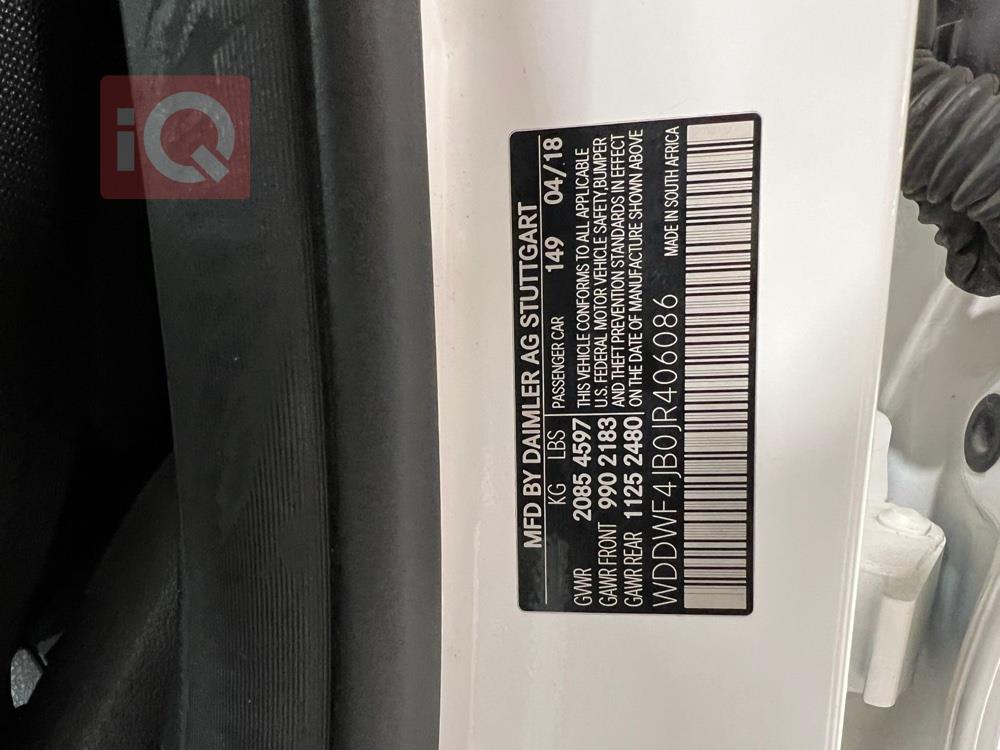 iQ
MFD BY DAIMLER AG STUTTGART
KG LBS PASSENGER CAR 149 04/18
GVWR 2085 4597 THIS VEHICLE CONFORMS TO ALL APPLICABLE
U.S. FEDERAL MOTOR VEHICLE SAFETY, BUMPER
GAWR FRONT 990 2183 AND THEFT PREVENTION STANDARDS IN EFFECT
GAWR REAR 1125 2480 ON THE DATE OF MANUFACTURE SHOWN ABOVE
WDDWF4JB0JR406086 MADE IN SOUTH AFRICA